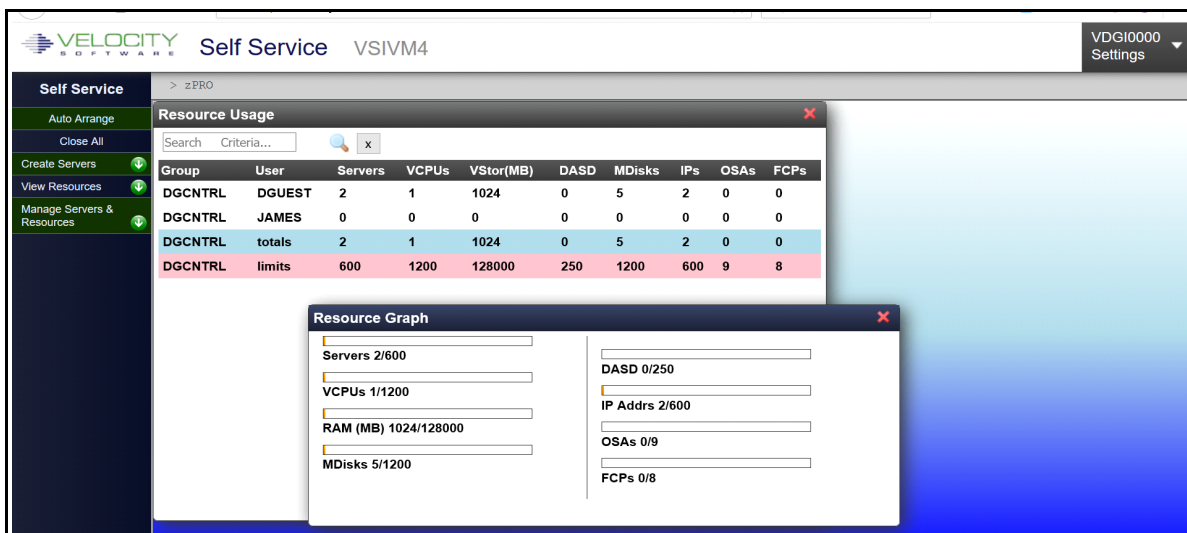 VELOCITY
SOFTWARE
Self Service VSIVM4
VDGI0000
Settings
Self Service
Auto Arrange
Close All
Create Servers
View Resources
Manage Servers &
Resources
> zPRO
Resource Usage
Search Criteria... x
Group User Servers VCPUs VStor(MB) DASD MDisks IPs OSAs FCPs
DGCNTRL DGUEST 2 1 1024 0 5 2 0 0
DGCNTRL JAMES 0 0 0 0 0 0 0 0
DGCNTRL totals 2 1 1024 0 5 2 0 0
DGCNTRL limits 600 1200 128000 250 1200 600 9 8
Resource Graph
Servers 2/600
VCPUs 1/1200
RAM (MB) 1024/128000
MDisks 5/1200
DASD 0/250
IP Addrs 2/600
OSAs 0/9
FCPs 0/8